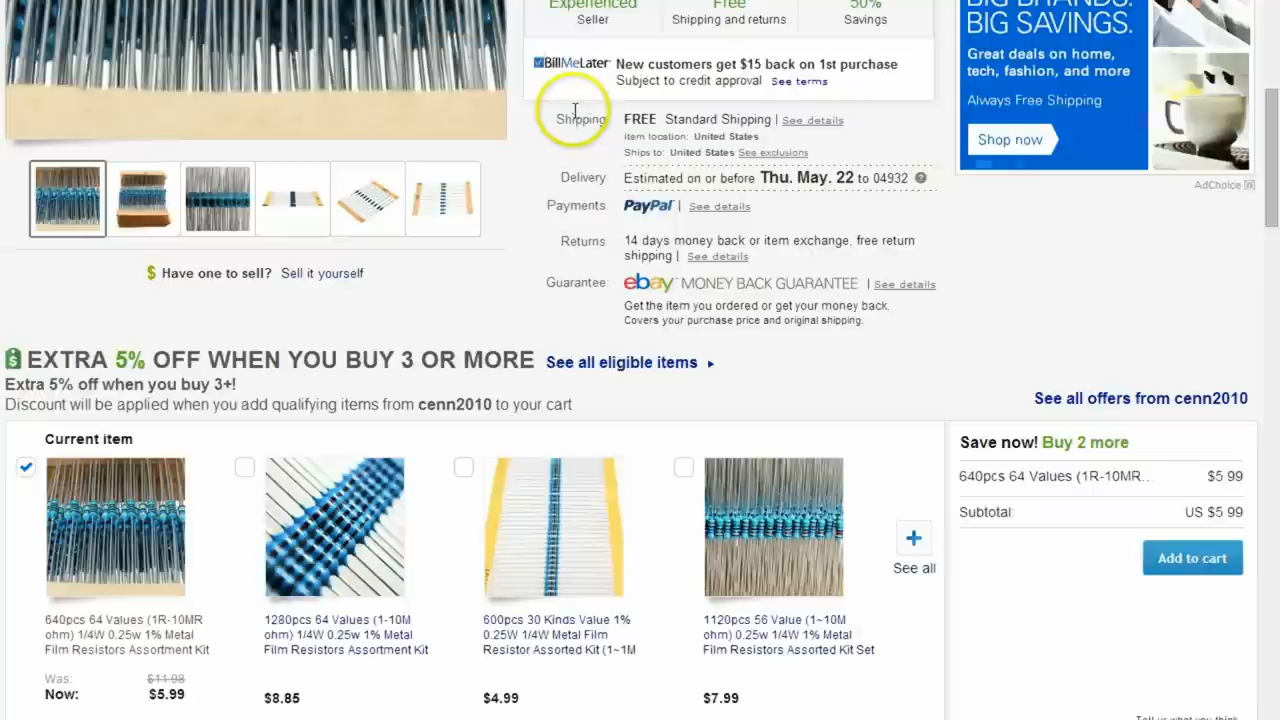 Experienced
Seller
Free
Shipping and returns
50%
Savings
BillMeLater New customers get $15 back on 1st purchase
Subject to credit approval See terms
Shipping: FREE Standard Shipping | See details
Item location: United States
Ships to: United States See exclusions
Delivery: Estimated on or before Thu. May. 22 to 04932
Payments: PayPal | See details
Returns: 14 days money back or item exchange, free return
shipping | See details
Guarantee: ebay MONEY BACK GUARANTEE | See details
Get the item you ordered or get your money back.
Covers your purchase price and original shipping.
BIG BRANDS.
BIG SAVINGS.
Great deals on home,
tech, fashion, and more
Always Free Shipping
Shop now
AdChoice
$ Have one to sell? Sell it yourself
$ EXTRA 5% OFF WHEN YOU BUY 3 OR MORE See all eligible items ▸
Extra 5% off when you buy 3+!
Discount will be applied when you add qualifying items from cenn2010 to your cart
See all offers from cenn2010
Current item
640pcs 64 Values (1R-10MR
ohm) 1/4W 0.25w 1% Metal
Film Resistors Assortment Kit
Was: $11.98
Now: $5.99
1280pcs 64 Values (1-10M
ohm) 1/4W 0.25w 1% Metal
Film Resistors Assortment Kit
$8.85
600pcs 30 Kinds Value 1%
0.25W 1/4W Metal Film
Resistor Assorted Kit (1~1M
$4.99
1120pcs 56 Value (1~10M
ohm) 0.25w 1/4W 1% Metal
Film Resistors Assorted Kit Set
$7.99
+
See all
Save now! Buy 2 more
640pcs 64 Values (1R-10MR.. $5.99
Subtotal: US $5.99
Add to cart
Tell us what you think